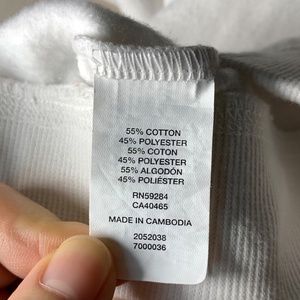 55% COTTON
45% POLYESTER
55% COTON
45% POLYESTER
55% ALGODÓN
45% POLIÉSTER
RN59284
CA40465
MADE IN CAMBODIA
2052038
7000036